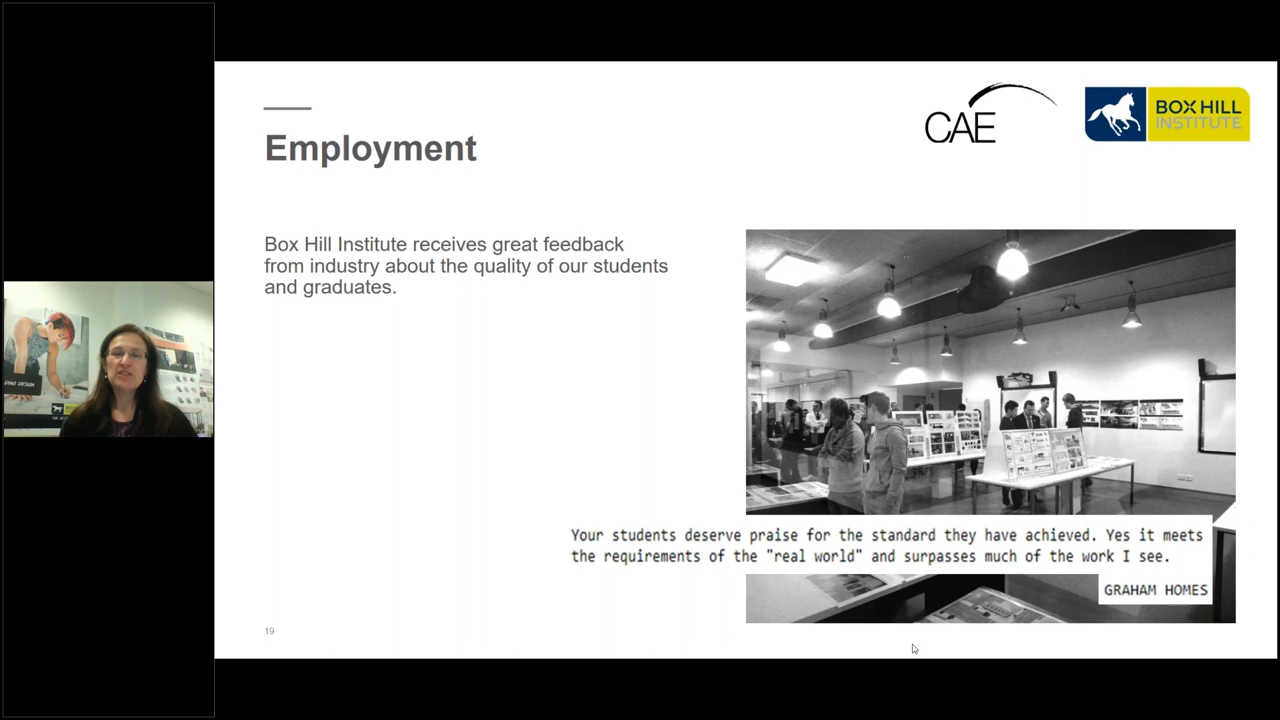 CAE
BOX HILL
INSTITUTE
Employment
Box Hill Institute receives great feedback
from industry about the quality of our students
and graduates.
Your students deserve praise for the standard they have achieved. Yes it meets
the requirements of the "real world" and surpasses much of the work I see.
GRAHAM HOMES
19